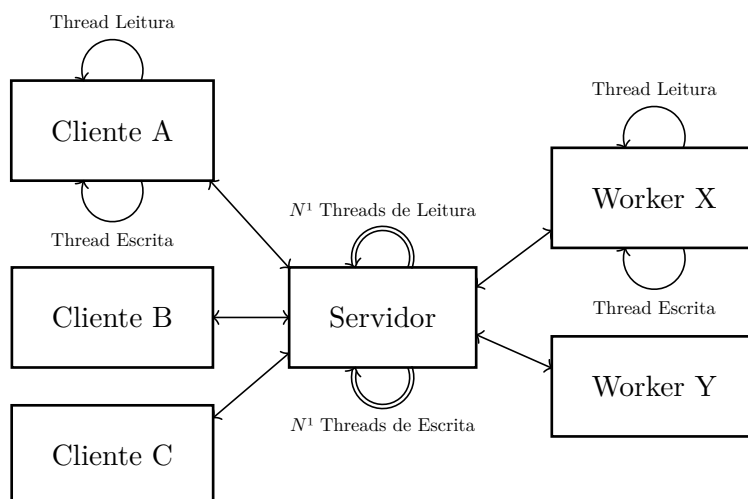 Thread Leitura
Cliente A
Thread Escrita
Cliente B
Cliente C
N¹ Threads de Leitura
Servidor
N¹ Threads de Escrita
Thread Leitura
Worker X
Thread Escrita
Worker Y